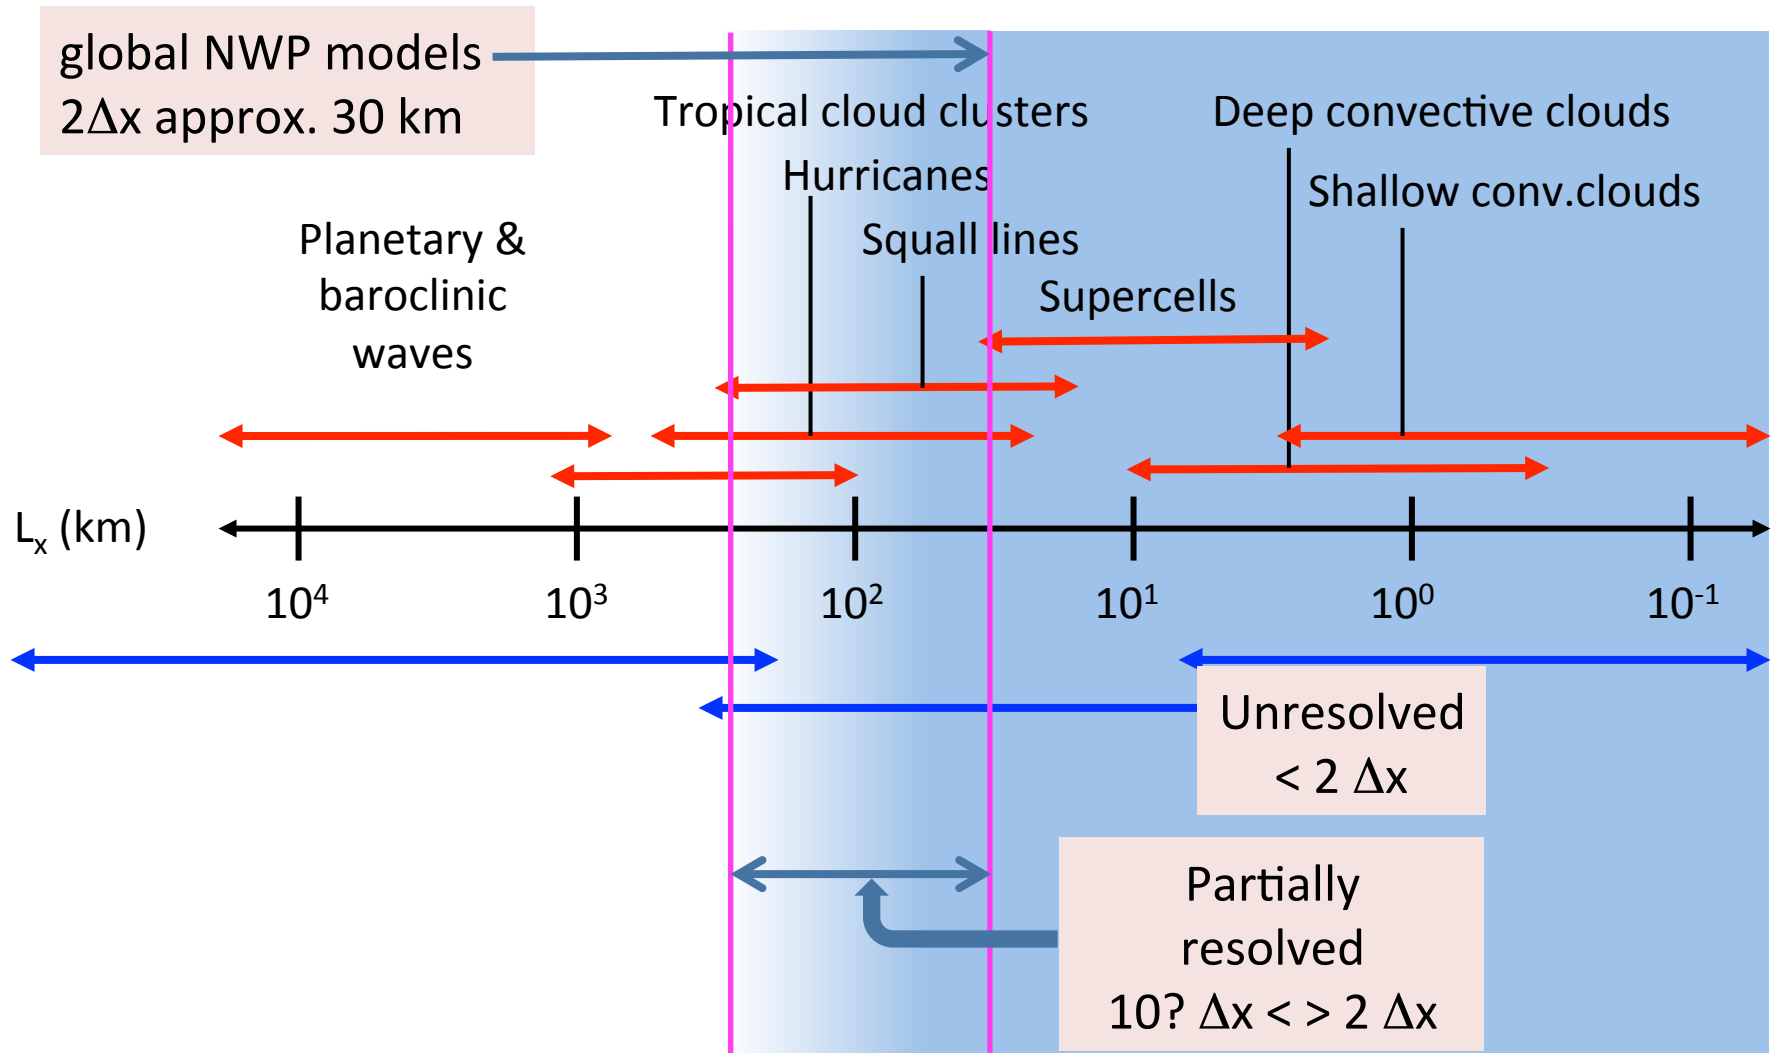 global NWP models
2Δx approx. 30 km
Tropical cloud clusters
Deep convective clouds
Hurricanes
Shallow conv.clouds
Planetary &
baroclinic
waves
Squall lines
Supercells
Lₓ (km)
10⁴ 10³ 10² 10¹ 10⁰ 10⁻¹
Unresolved
< 2 Δx
Partially
resolved
10? Δx < > 2 Δx